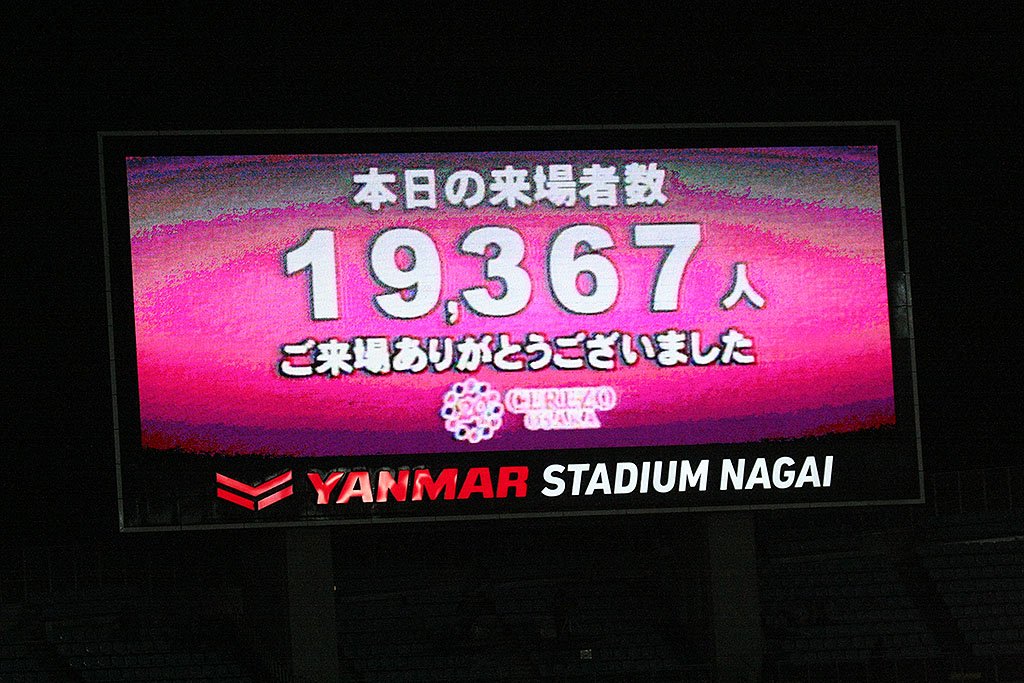 本日の来場者数
19,367人
ご来場ありがとうございました
CEREZO
OSAKA
YANMAR STADIUM NAGAI